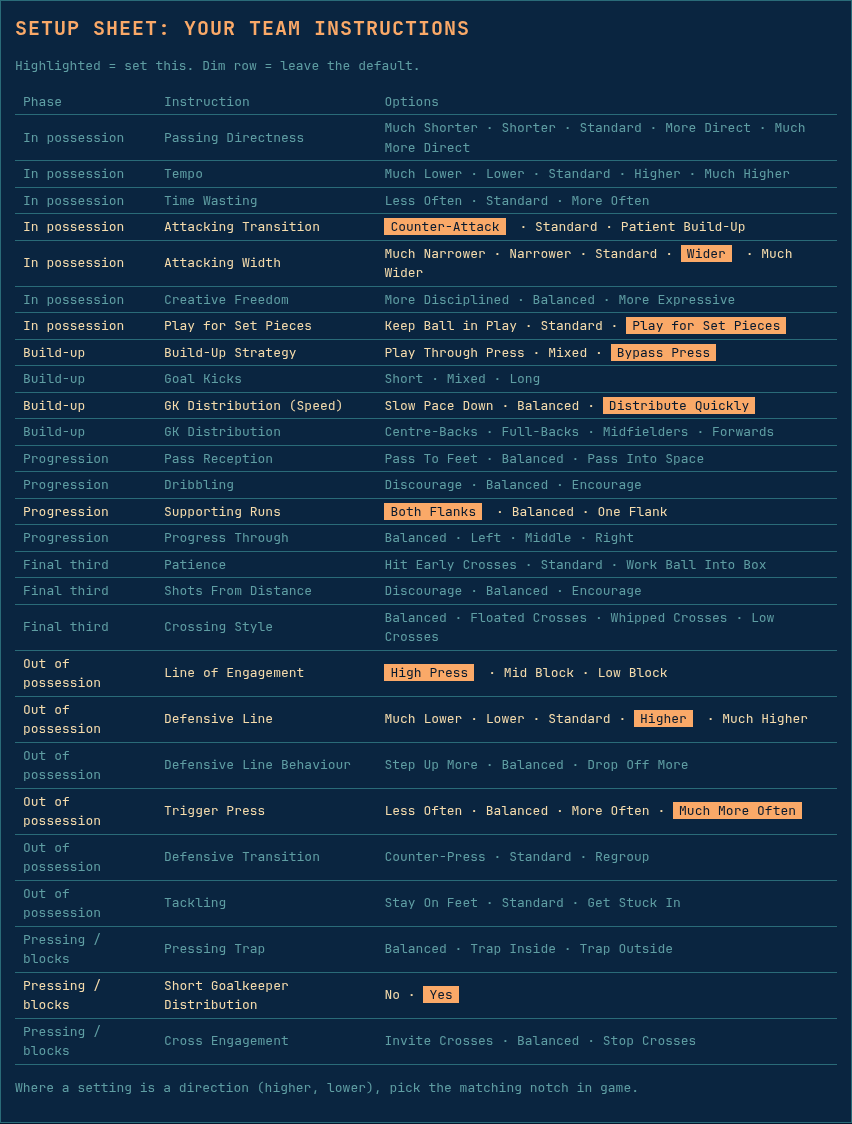 SETUP SHEET: YOUR TEAM INSTRUCTIONS
Highlighted = set this. Dim row = leave the default.
Phase Instruction Options
In possession Passing Directness Much Shorter · Shorter · Standard · More Direct · Much
More Direct
In possession Tempo Much Lower · Lower · Standard · Higher · Much Higher
In possession Time Wasting Less Often · Standard · More Often
In possession Attacking Transition Counter-Attack · Standard · Patient Build-Up
In possession Attacking Width Much Narrower · Narrower · Standard · Wider · Much
Wider
In possession Creative Freedom More Disciplined · Balanced · More Expressive
In possession Play for Set Pieces Keep Ball in Play · Standard · Play for Set Pieces
Build-up Build-Up Strategy Play Through Press · Mixed · Bypass Press
Build-up Goal Kicks Short · Mixed · Long
Build-up GK Distribution (Speed) Slow Pace Down · Balanced · Distribute Quickly
Build-up GK Distribution Centre-Backs · Full-Backs · Midfielders · Forwards
Progression Pass Reception Pass To Feet · Balanced · Pass Into Space
Progression Dribbling Discourage · Balanced · Encourage
Progression Supporting Runs Both Flanks · Balanced · One Flank
Progression Progress Through Balanced · Left · Middle · Right
Final third Patience Hit Early Crosses · Standard · Work Ball Into Box
Final third Shots From Distance Discourage · Balanced · Encourage
Final third Crossing Style Balanced · Floated Crosses · Whipped Crosses · Low
Crosses
Out of
possession Line of Engagement High Press · Mid Block · Low Block
Out of
possession Defensive Line Much Lower · Lower · Standard · Higher · Much Higher
Out of
possession Defensive Line Behaviour Step Up More · Balanced · Drop Off More
Out of
possession Trigger Press Less Often · Balanced · More Often · Much More Often
Out of
possession Defensive Transition Counter-Press · Standard · Regroup
Out of
possession Tackling Stay On Feet · Standard · Get Stuck In
Pressing /
blocks Pressing Trap Balanced · Trap Inside · Trap Outside
Pressing /
blocks Short Goalkeeper
Distribution No · Yes
Pressing /
blocks Cross Engagement Invite Crosses · Balanced · Stop Crosses
Where a setting is a direction (higher, lower), pick the matching notch in game.